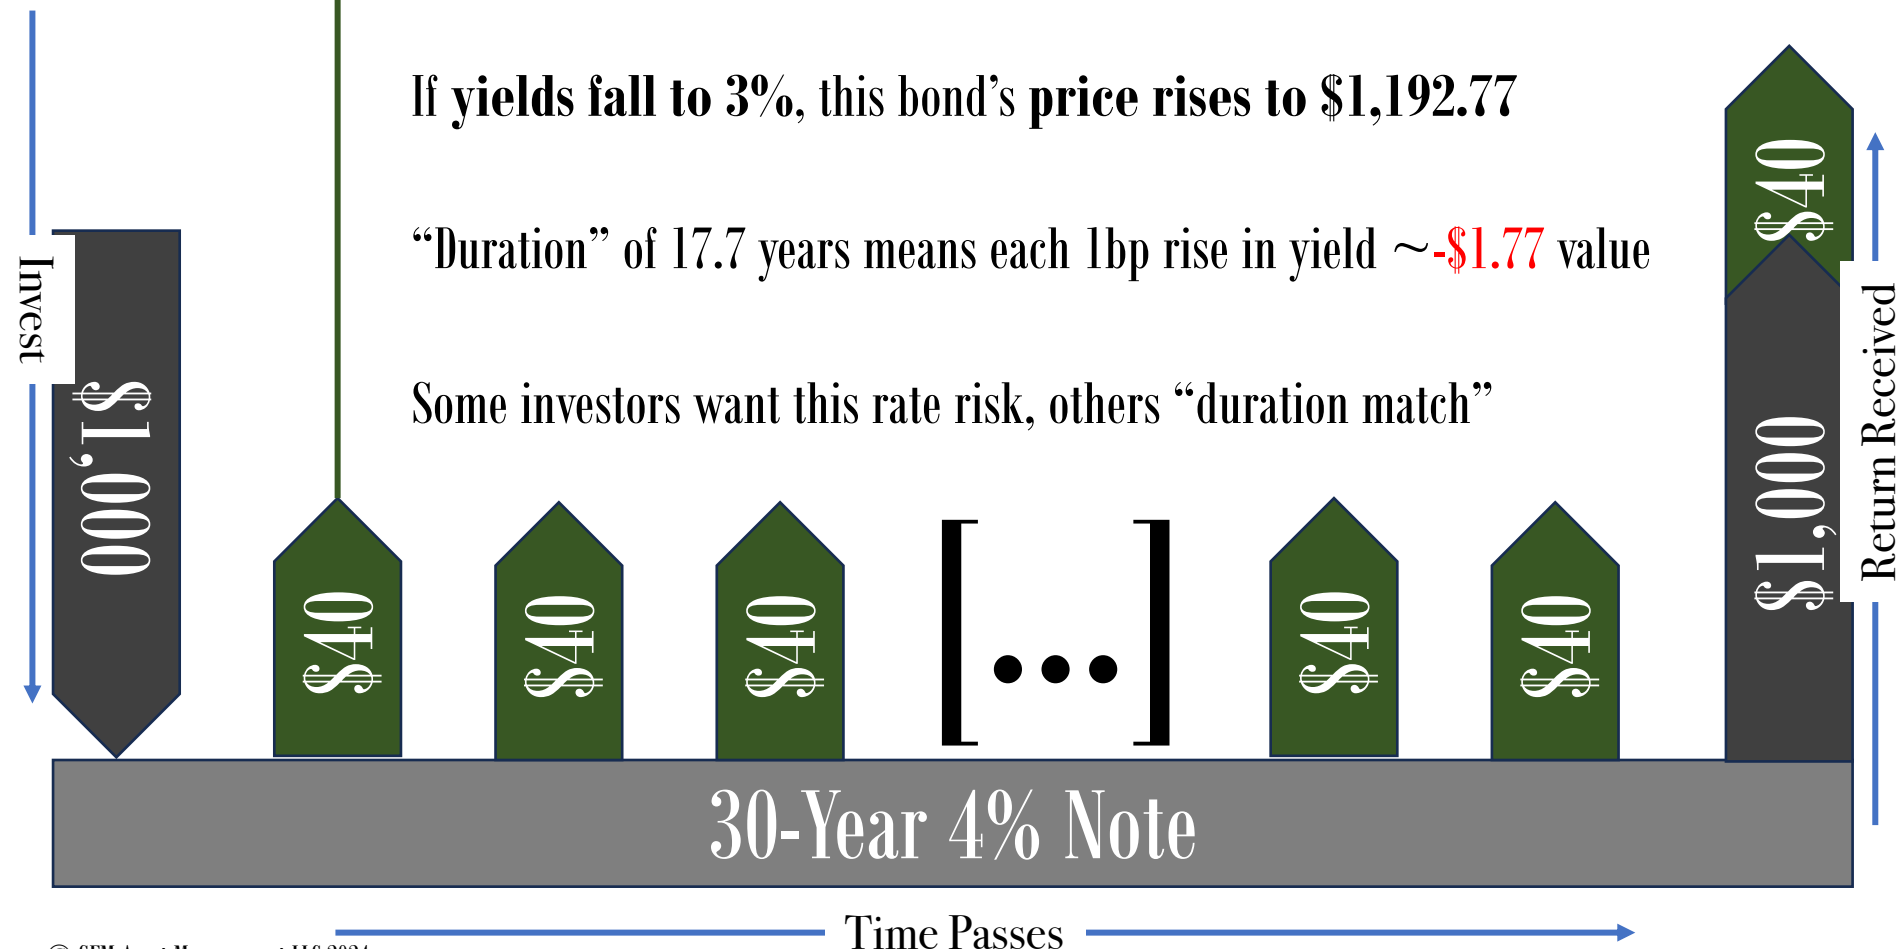 If yields fall to 3%, this bond’s price rises to $1,192.77
“Duration” of 17.7 years means each 1bp rise in yield ~-$1.77 value
Some investors want this rate risk, others “duration match”
Invest
$1,000
$40
$40
$40
[...]
$40
$40
$40
$1,000
Return Received
30-Year 4% Note
Time Passes
LLC 2024